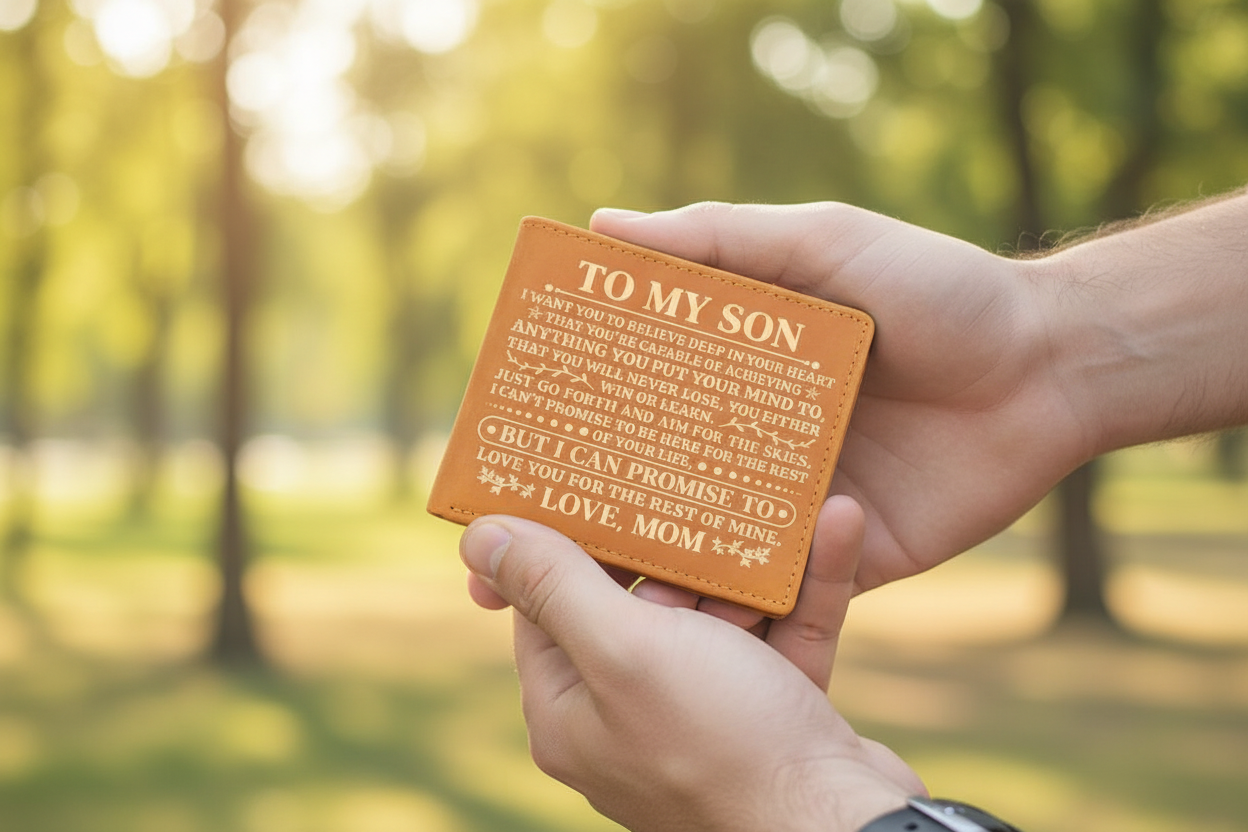 TO MY SON
I WANT YOU TO BELIEVE DEEP IN YOUR HEART
THAT YOU'RE CAPABLE OF ACHIEVING
ANYTHING YOU PUT YOUR MIND TO,
THAT YOU WILL NEVER LOSE, YOU EITHER
WIN OR LEARN.
JUST GO FORTH AND AIM FOR THE SKIES.
I CAN'T PROMISE TO BE HERE FOR THE REST
OF YOUR LIFE,
BUT I CAN PROMISE TO
LOVE YOU FOR THE REST OF MINE.
LOVE, MOM